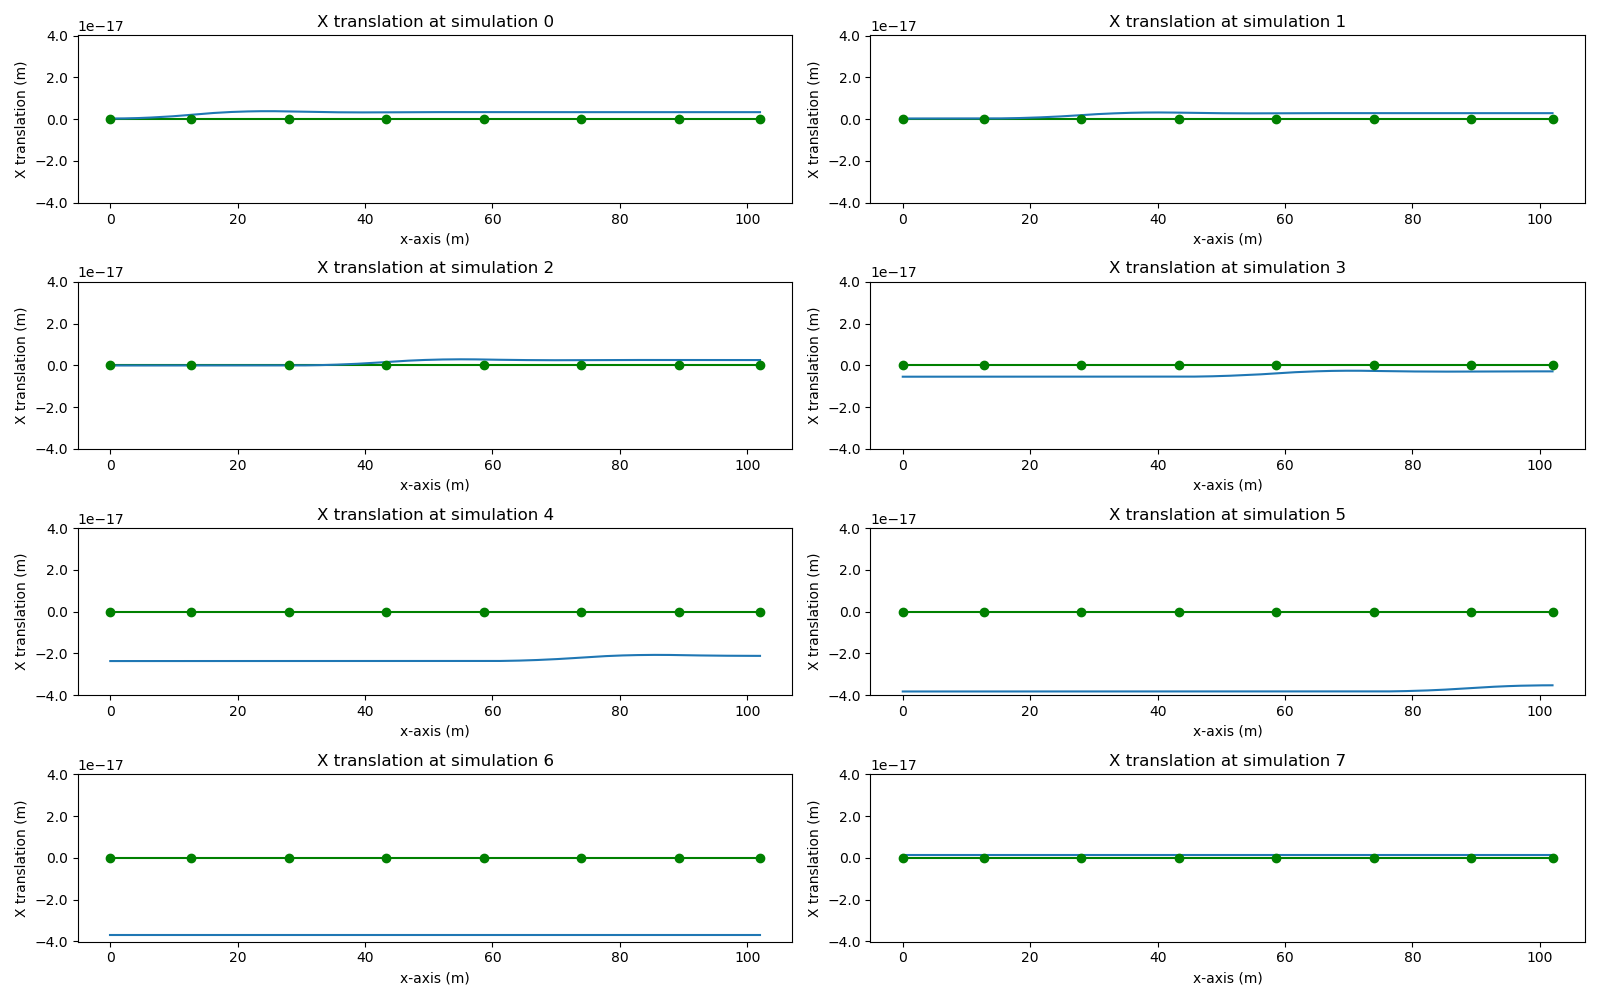 X translation at simulation 0
1e−17
X translation (m)
4.0
2.0
0.0
−2.0
−4.0
0 20 40 60 80 100
x-axis (m)
X translation at simulation 1
1e−17
X translation (m)
4.0
2.0
0.0
−2.0
−4.0
0 20 40 60 80 100
x-axis (m)
X translation at simulation 2
1e−17
X translation (m)
4.0
2.0
0.0
−2.0
−4.0
0 20 40 60 80 100
x-axis (m)
X translation at simulation 3
1e−17
X translation (m)
4.0
2.0
0.0
−2.0
−4.0
0 20 40 60 80 100
x-axis (m)
X translation at simulation 4
1e−17
X translation (m)
4.0
2.0
0.0
−2.0
−4.0
0 20 40 60 80 100
x-axis (m)
X translation at simulation 5
1e−17
X translation (m)
4.0
2.0
0.0
−2.0
−4.0
0 20 40 60 80 100
x-axis (m)
X translation at simulation 6
1e−17
X translation (m)
4.0
2.0
0.0
−2.0
−4.0
0 20 40 60 80 100
x-axis (m)
X translation at simulation 7
1e−17
X translation (m)
4.0
2.0
0.0
−2.0
−4.0
0 20 40 60 80 100
x-axis (m)